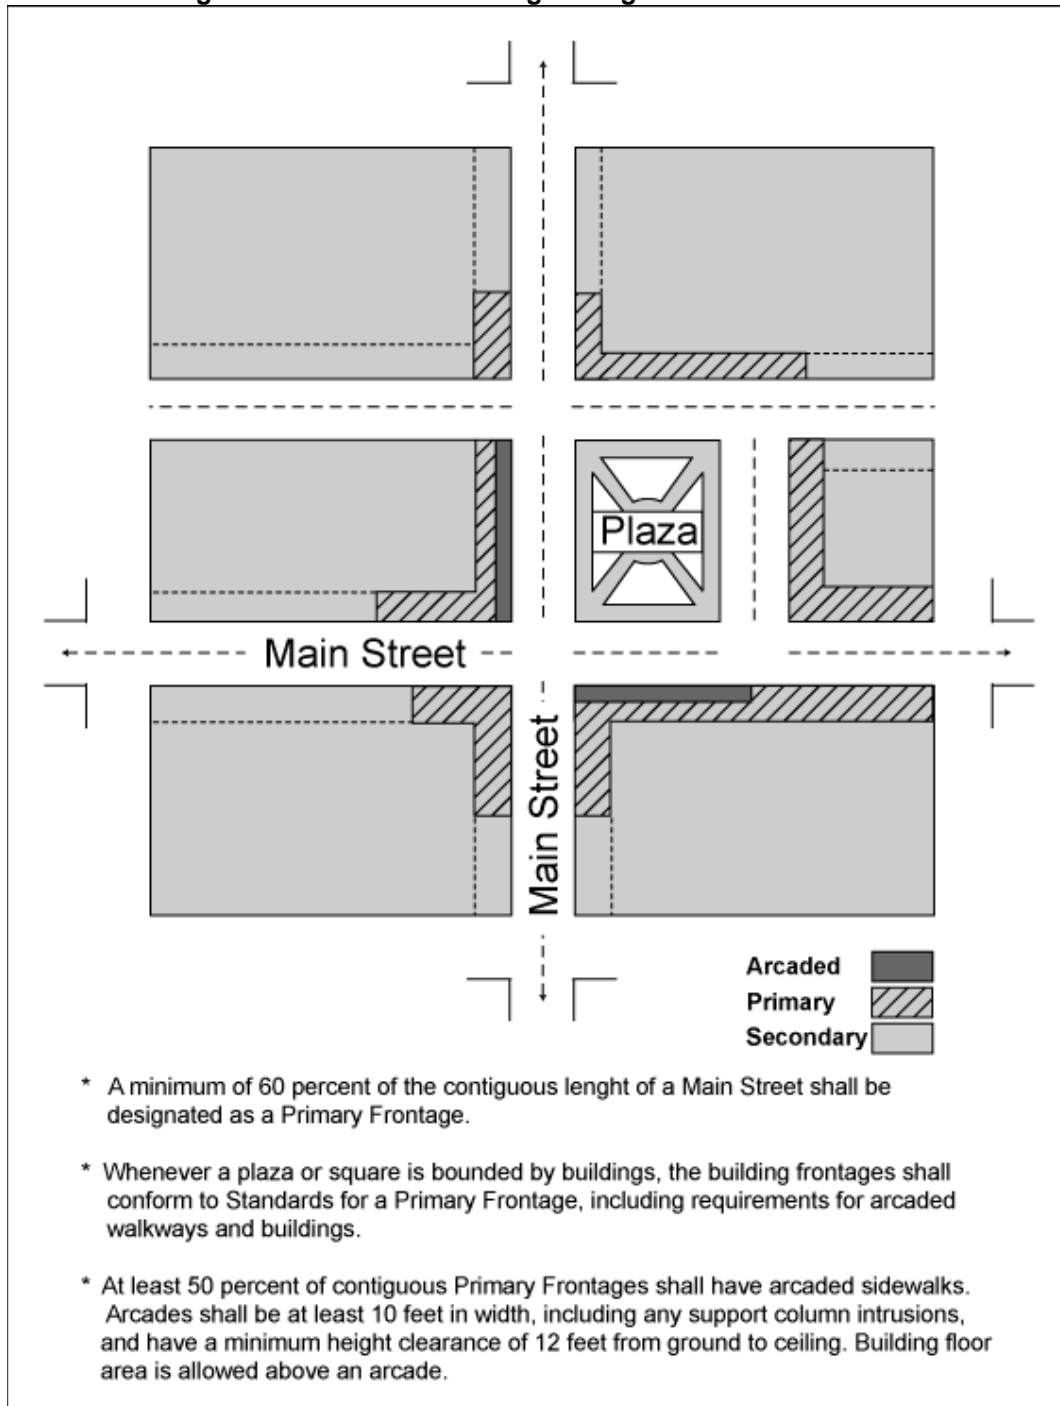 Plaza
Main Street
Main Street
Arcaded
Primary
Secondary
* A minimum of 60 percent of the contiguous lenght of a Main Street shall be
designated as a Primary Frontage.
* Whenever a plaza or square is bounded by buildings, the building frontages shall
conform to Standards for a Primary Frontage, including requirements for arcaded
walkways and buildings.
* At least 50 percent of contiguous Primary Frontages shall have arcaded sidewalks.
Arcades shall be at least 10 feet in width, including any support column intrusions,
and have a minimum height clearance of 12 feet from ground to ceiling. Building floor
area is allowed above an arcade.